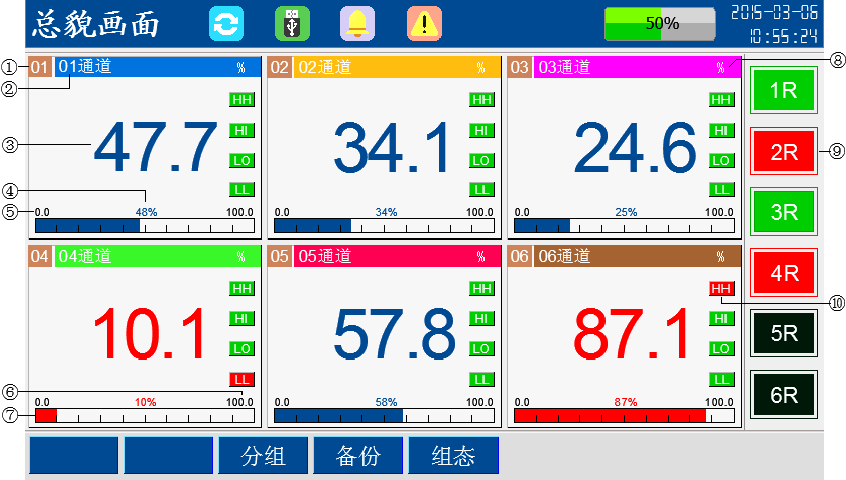 总貌画面 50% 2015-03-06
10:55:24
① 01 01通道 % 02 02通道 % 03 03通道 % ⑧
②
③ 47.7 HH HI LO LL 34.1 HH HI LO LL 24.6 HH HI LO LL
④
⑤ 0.0 48% 100.0 0.0 34% 100.0 0.0 25% 100.0
1R
2R ⑨
3R
4R
5R
6R
04 04通道 % 05 05通道 % 06 06通道 %
10.1 HH HI LO LL 57.8 HH HI LO LL 87.1 HH HI LO LL ⑩
⑥
⑦ 0.0 10% 100.0 0.0 58% 100.0 0.0 87% 100.0
分组 备份 组态